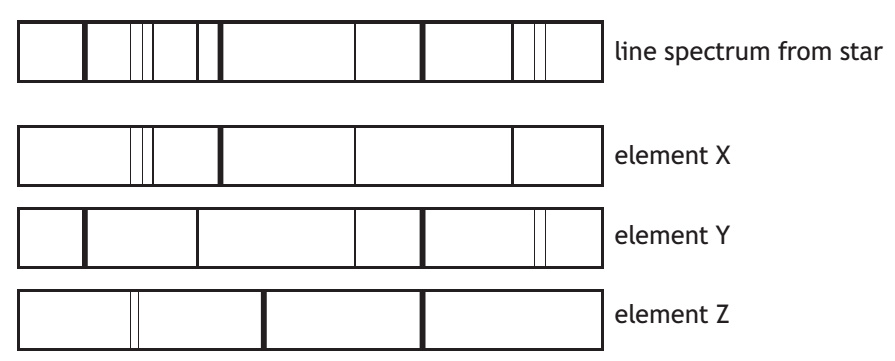 line spectrum from star
element X
element Y
element Z